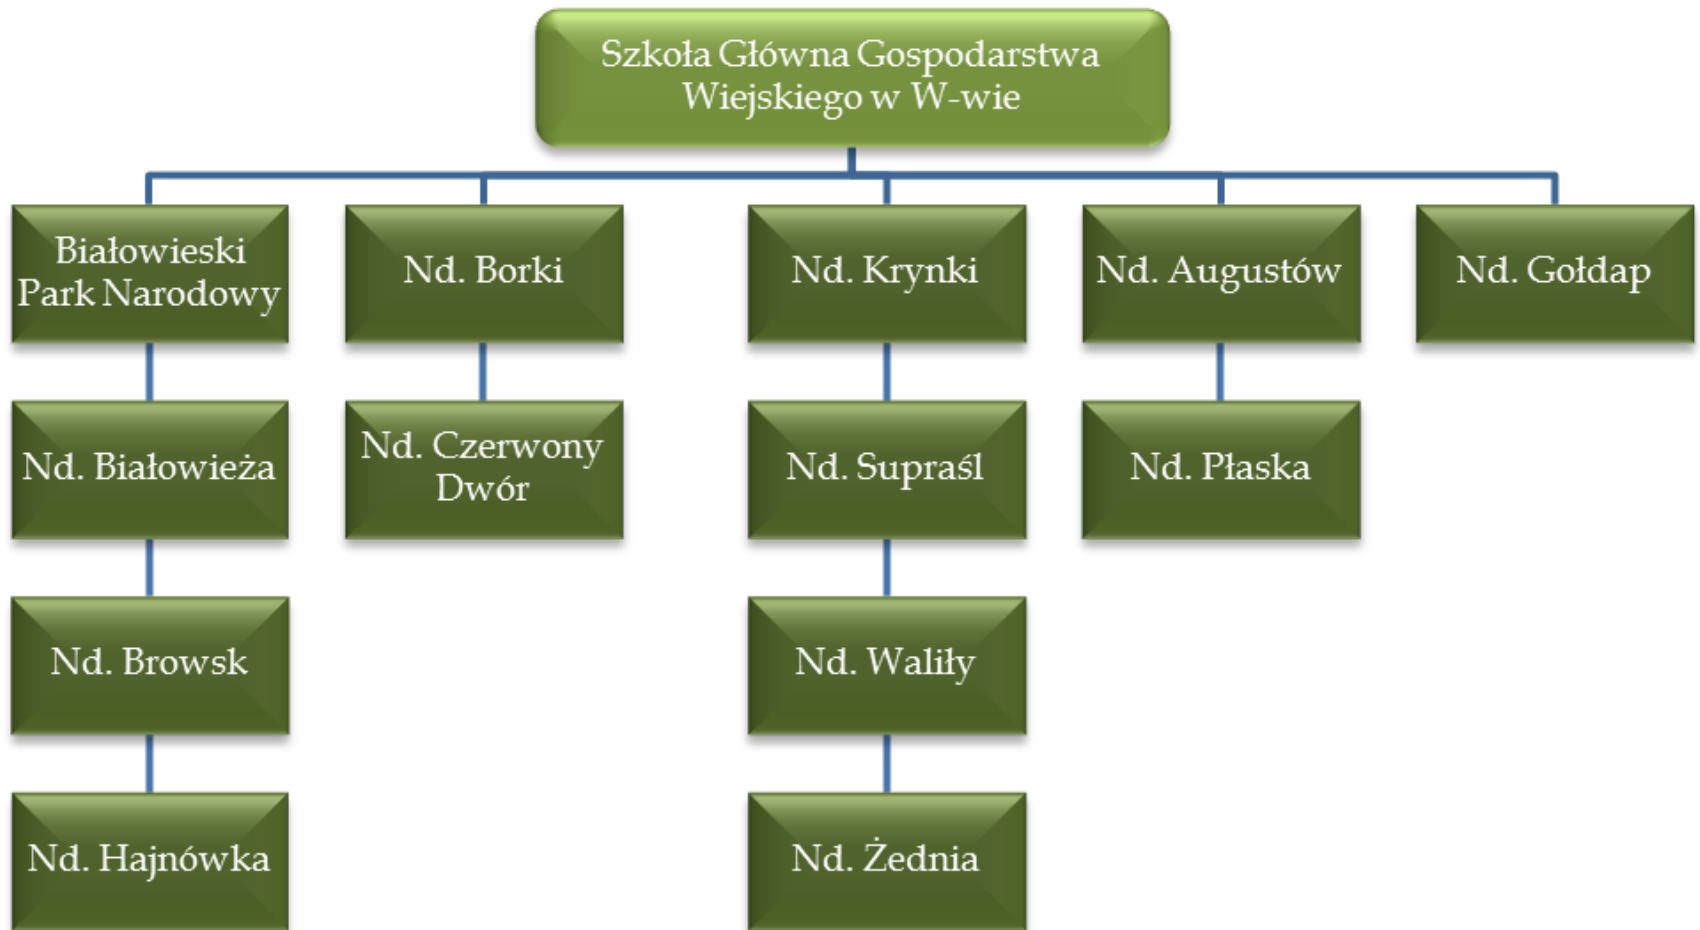 Szkoła Główna Gospodarstwa
Wiejskiego w W-wie
Białowieski
Park Narodowy
Nd. Borki
Nd. Krynki
Nd. Augustów
Nd. Gołdap
Nd. Białowieża
Nd. Czerwony
Dwór
Nd. Supraśl
Nd. Płaska
Nd. Browsk
Nd. Waliły
Nd. Hajnówka
Nd. Żednia